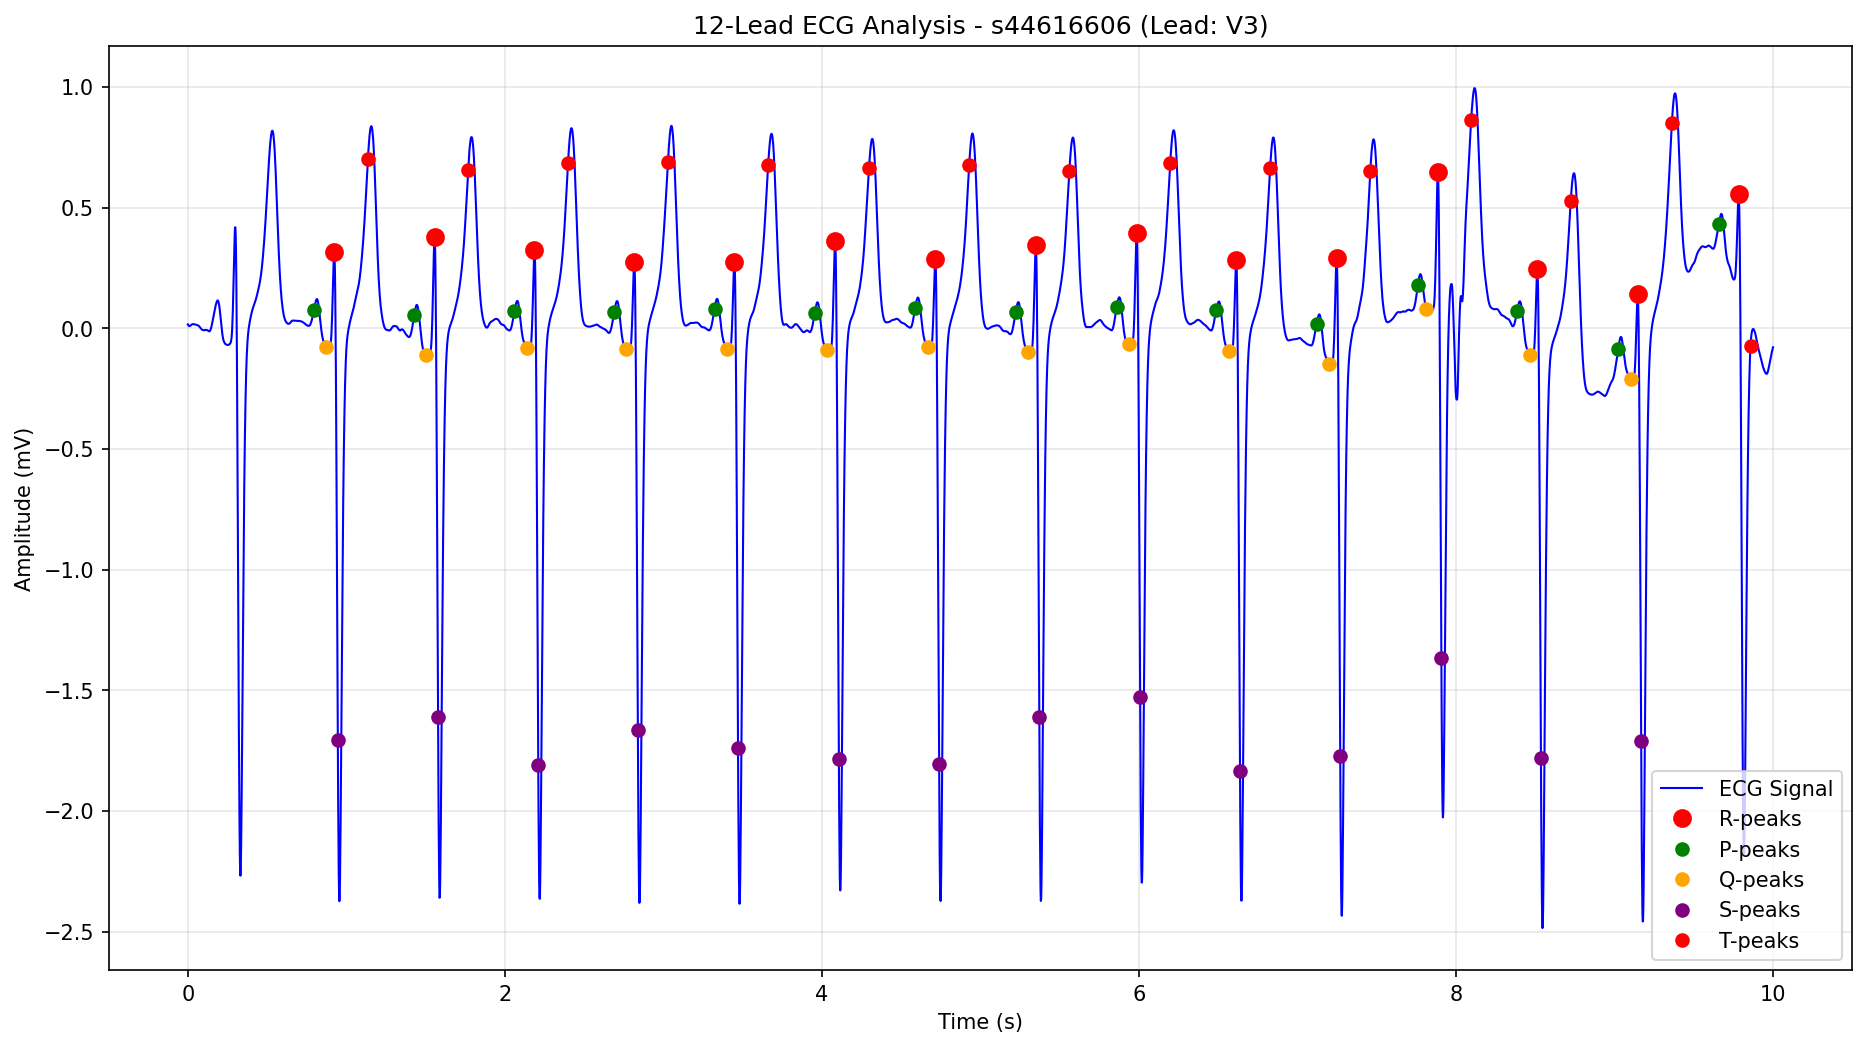 12-Lead ECG Analysis - s44616606 (Lead: V3)
1.0
0.5
0.0
−0.5
−1.0
−1.5
−2.0
−2.5
Amplitude (mV)
0
2
4
6
8
10
Time (s)
ECG Signal
R-peaks
P-peaks
Q-peaks
S-peaks
T-peaks